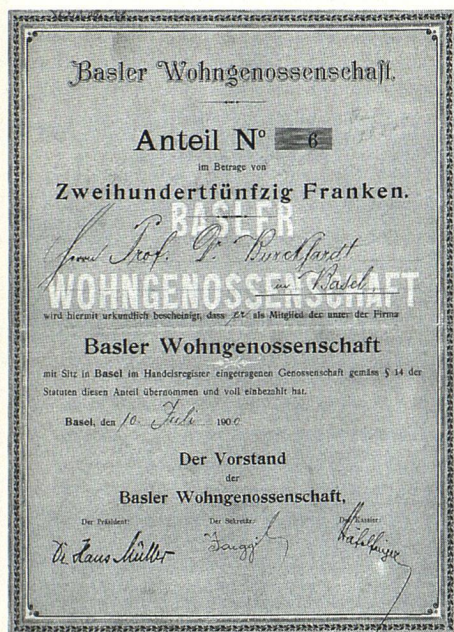 Basler Wohngenossenschaft.
Anteil No 6
im Betrage von
Zweihundertfünfzig Franken.
BASLER
Herrn Prof. Dr Burckhardt
in Basel,
WOHNGENOSSENSCHAFT
wird hiermit urkundlich bescheinigt, dass er als Mitglied der unter der Firma
Basler Wohngenossenschaft
mit Sitz in Basel im Handelsregister eingetragenen Genossenschaft gemäss § 14 der
Statuten diesen Anteil übernommen und voll einbezahlt hat.
Basel, den 10. Juli 1900
Der Vorstand
der
Basler Wohngenossenschaft,
Der Präsident: Der Sekretär: Der Kassier:
Dr Hans Müller Jaeggi